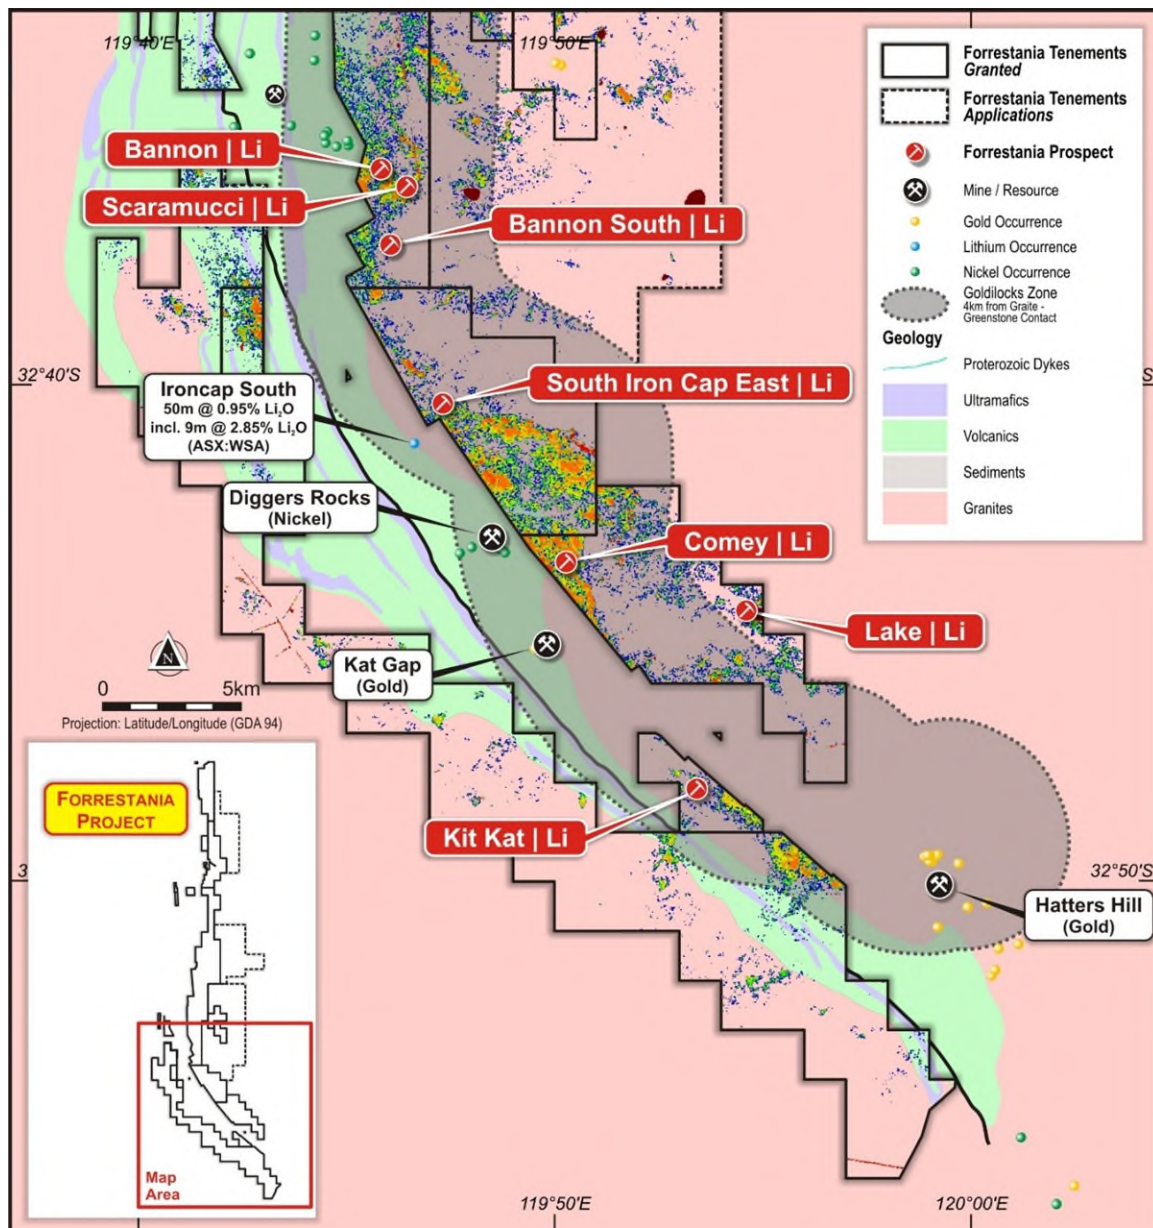 119°40'E
119°50'E
Bannon | Li
Scaramucci | Li
Bannon South | Li
32°40'S
S
South Iron Cap East | Li
Ironcap South
50m @ 0.95% Li₂O
incl. 9m @ 2.85% Li₂O
(ASX:WSA)
Diggers Rocks
(Nickel)
Comey | Li
Lake | Li
Kat Gap
(Gold)
N
0 5km
Projection: Latitude/Longitude (GDA 94)
Kit Kat | Li
3
32°50'S
Hatters Hill
(Gold)
119°50'E
120°00'E
Forrestania Tenements
Granted
Forrestania Tenements
Applications
Forrestania Prospect
Mine / Resource
Gold Occurrence
Lithium Occurrence
Nickel Occurrence
Goldilocks Zone
4km from Graite -
Greenstone Contact
Geology
Proterozoic Dykes
Ultramafics
Volcanics
Sediments
Granites
FORRESTANIA
PROJECT
Map
Area